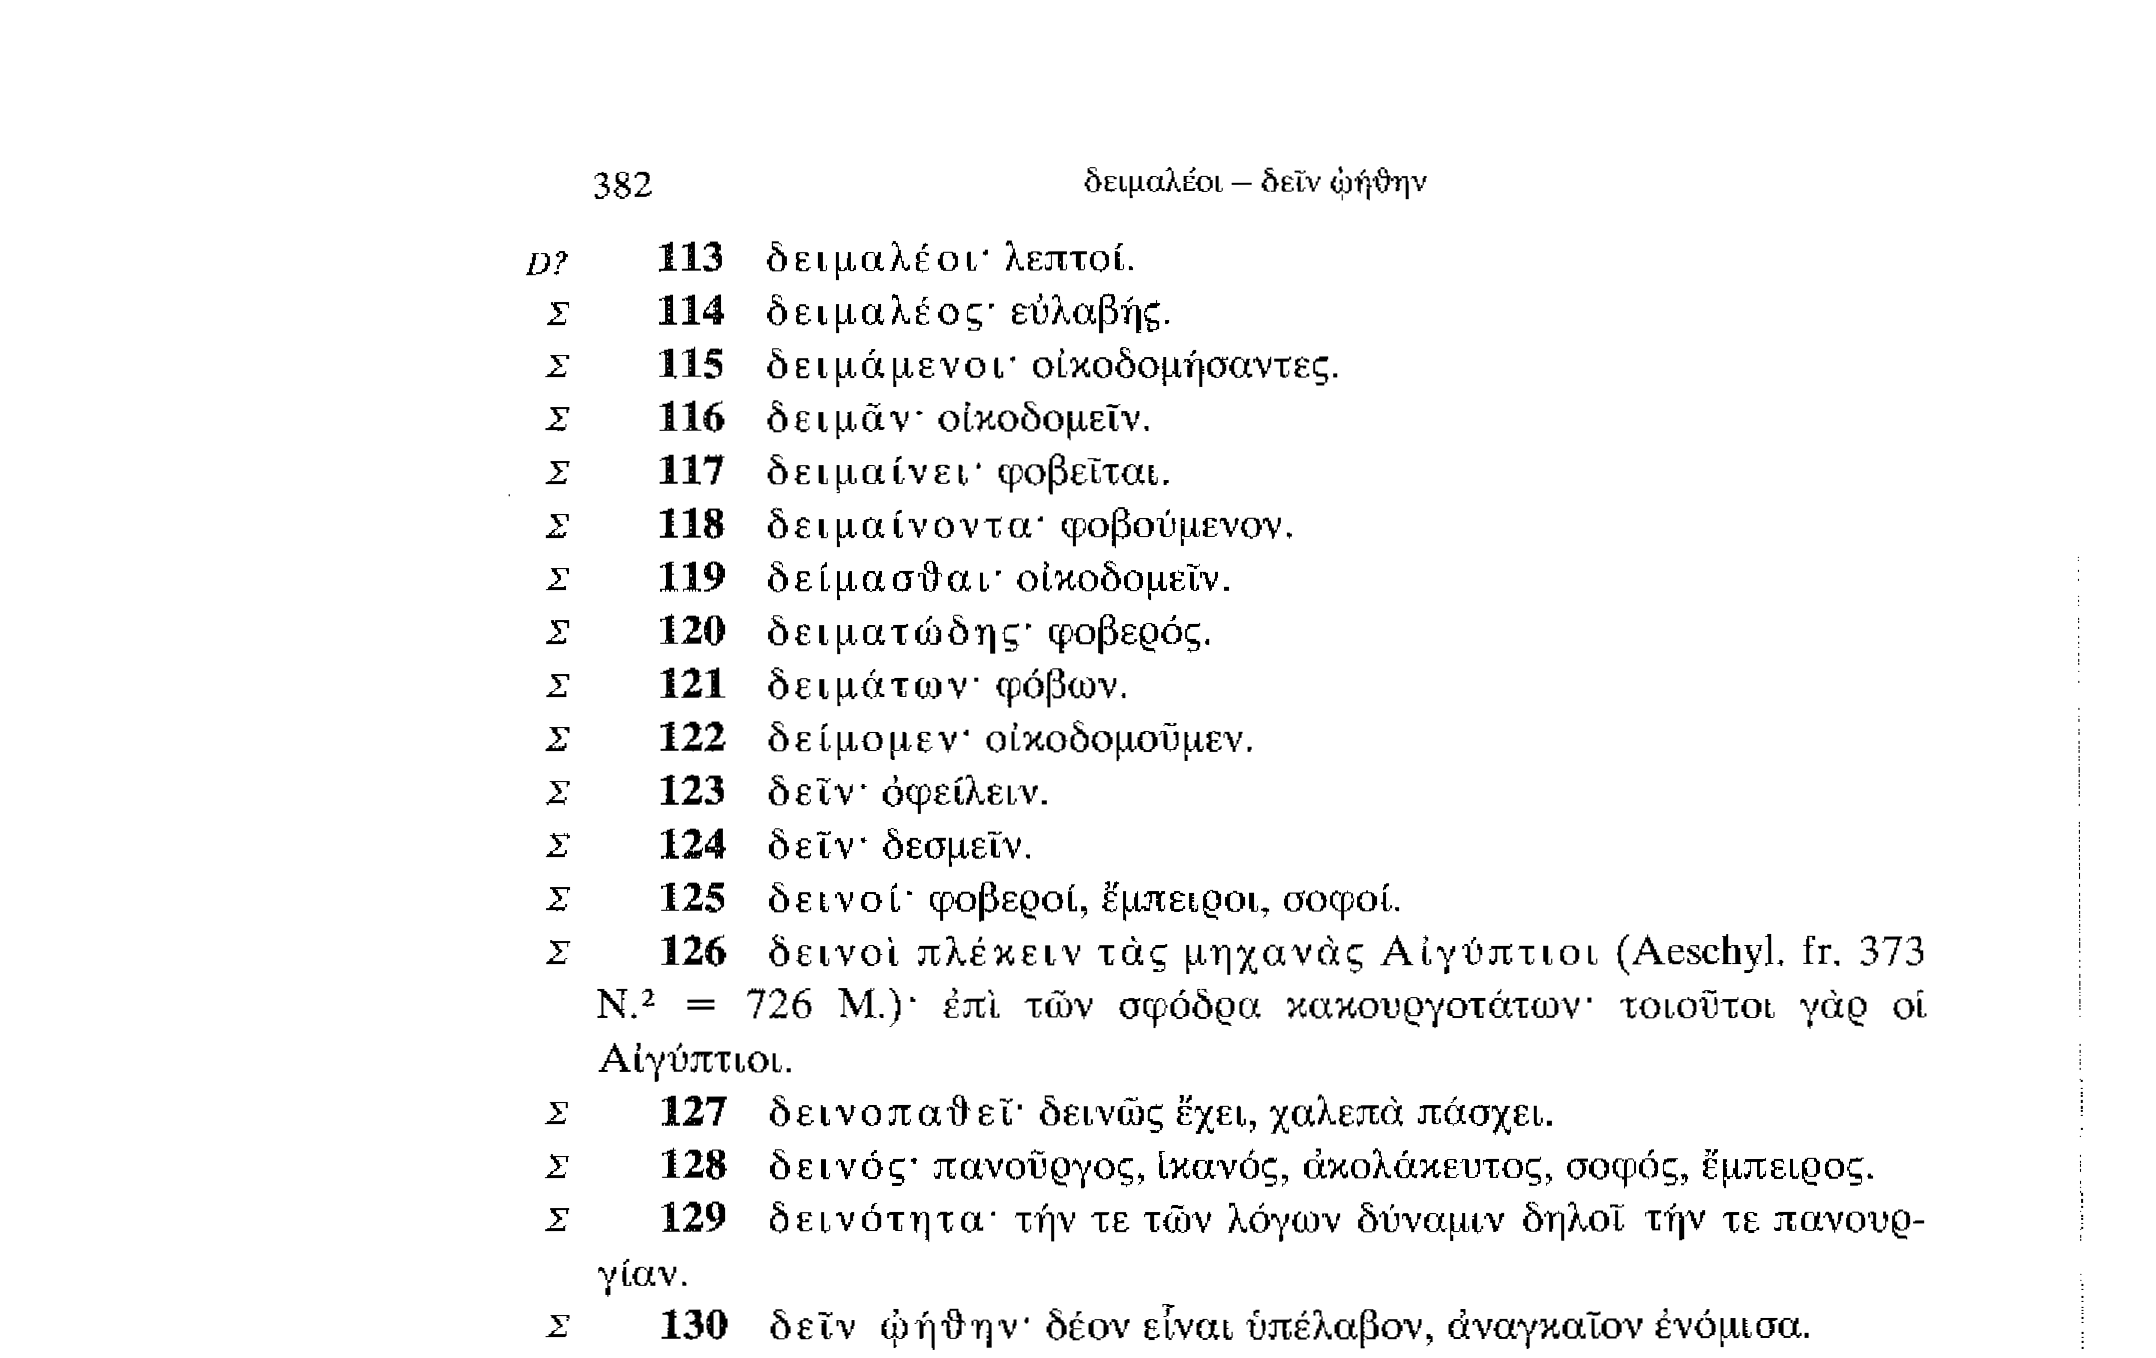 382 δειμαλέοι – δεῖν ᾠήθην
D? 113 δειμαλέοι· λεπτοί.
Σ 114 δειμαλέος· εὐλαβής.
Σ 115 δειμάμενοι· οἰκοδομήσαντες.
Σ 116 δειμᾶν· οἰκοδομεῖν.
Σ 117 δειμαίνει· φοβεῖται.
Σ 118 δειμαίνοντα· φοβούμενον.
Σ 119 δείμασθαι· οἰκοδομεῖν.
Σ 120 δειματώδης· φοβερός.
Σ 121 δειμάτων· φόβων.
Σ 122 δείμομεν· οἰκοδομοῦμεν.
Σ 123 δεῖν· ὀφείλειν.
Σ 124 δεῖν· δεσμεῖν.
Σ 125 δεινοί· φοβεροί, ἔμπειροι, σοφοί.
Σ 126 δεινοὶ πλέκειν τὰς μηχανὰς Αἰγύπτιοι (Aeschyl. fr. 373
N.² = 726 M.)· ἐπὶ τῶν σφόδρα κακουργοτάτων· τοιοῦτοι γὰρ οἱ
Αἰγύπτιοι.
Σ 127 δεινοπαθεῖ· δεινῶς ἔχει, χαλεπὰ πάσχει.
Σ 128 δεινός· πανοῦργος, ἱκανός, ἀκολάκευτος, σοφός, ἔμπειρος.
Σ 129 δεινότητα· τήν τε τῶν λόγων δύναμιν δηλοῖ τήν τε πανουρ-
γίαν.
Σ 130 δεῖν ᾠήθην· δέον εἶναι ὑπέλαβον, ἀναγκαῖον ἐνόμισα.